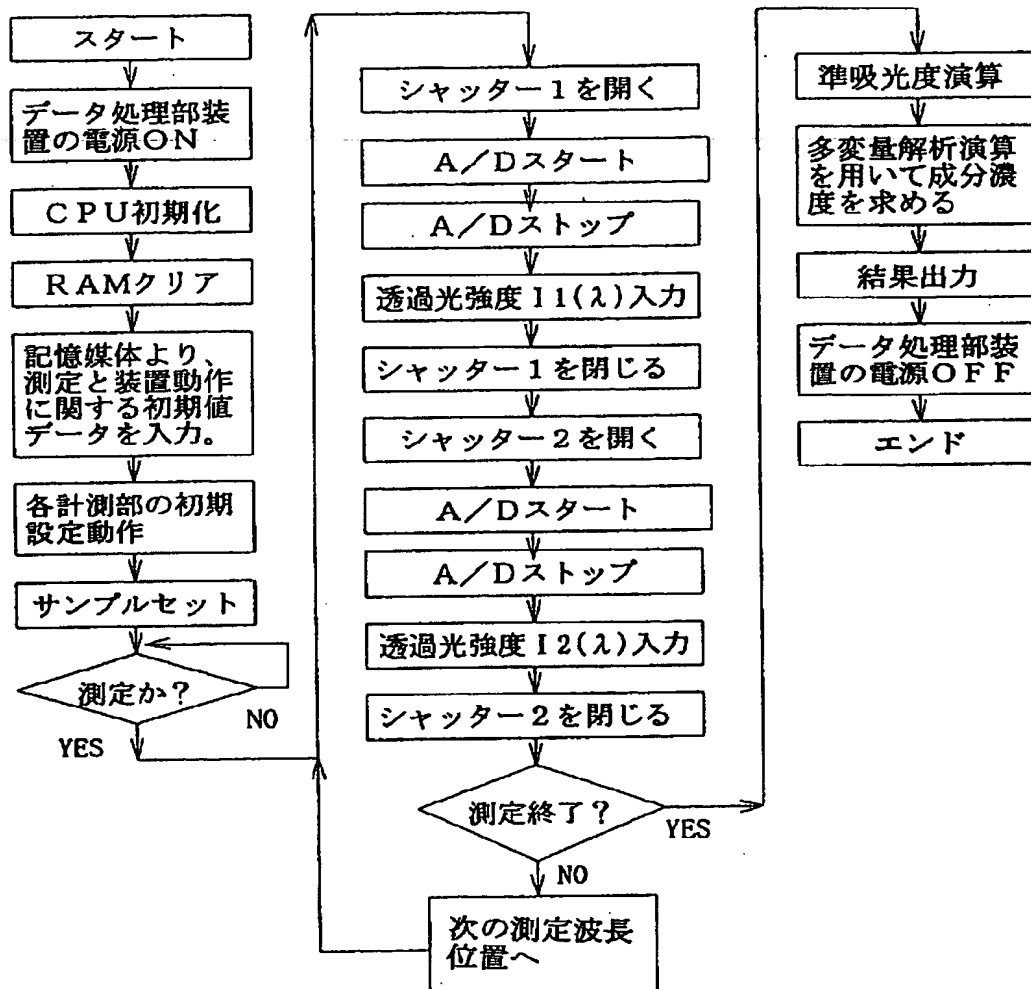 スタート
データ処理部装
置の電源ON
CPU初期化
RAMクリア
記憶媒体より、
測定と装置動作
に関する初期値
データを入力。
各計測部の初期
設定動作
サンプルセット
測定か？
NO
YES
シャッター１を開く
A／Dスタート
A／Dストップ
透過光強度 I1(λ)入力
シャッター１を閉じる
シャッター２を開く
A／Dスタート
A／Dストップ
透過光強度 I2(λ)入力
シャッター２を閉じる
測定終了？
YES
NO
次の測定波長
位置へ
準吸光度演算
多変量解析演算
を用いて成分濃
度を求める
結果出力
データ処理部装
置の電源OFF
エンド